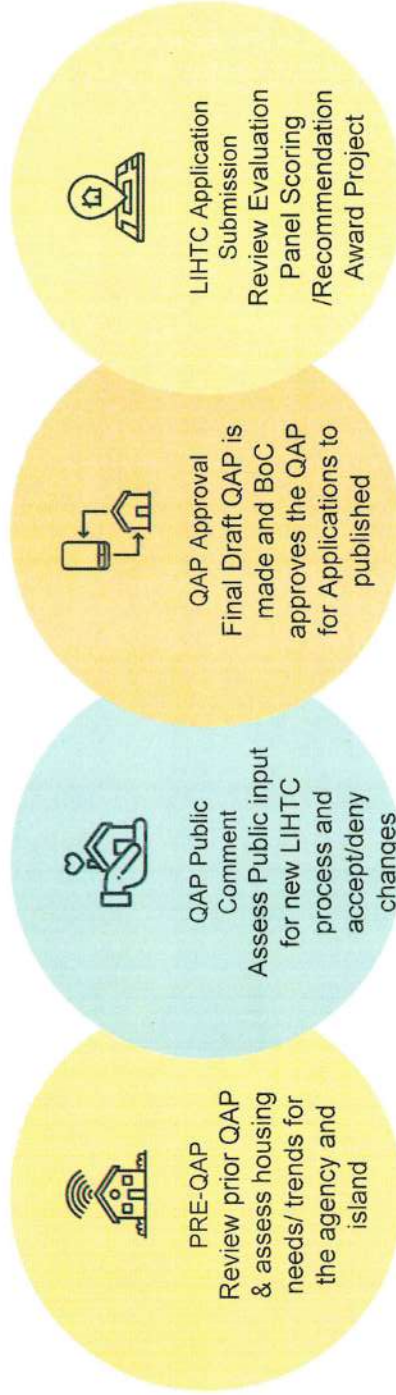 PRE-QAP
Review prior QAP
& assess housing
needs/ trends for
the agency and
island
QAP Public
Comment
Assess Public input
for new LIHTC
process and
accept/deny
changes
QAP Approval
Final Draft QAP is
made and BoC
approves the QAP
for Applications to
published
LIHTC Application
Submission
Review Evaluation
Panel Scoring
/Recommendation
Award Project